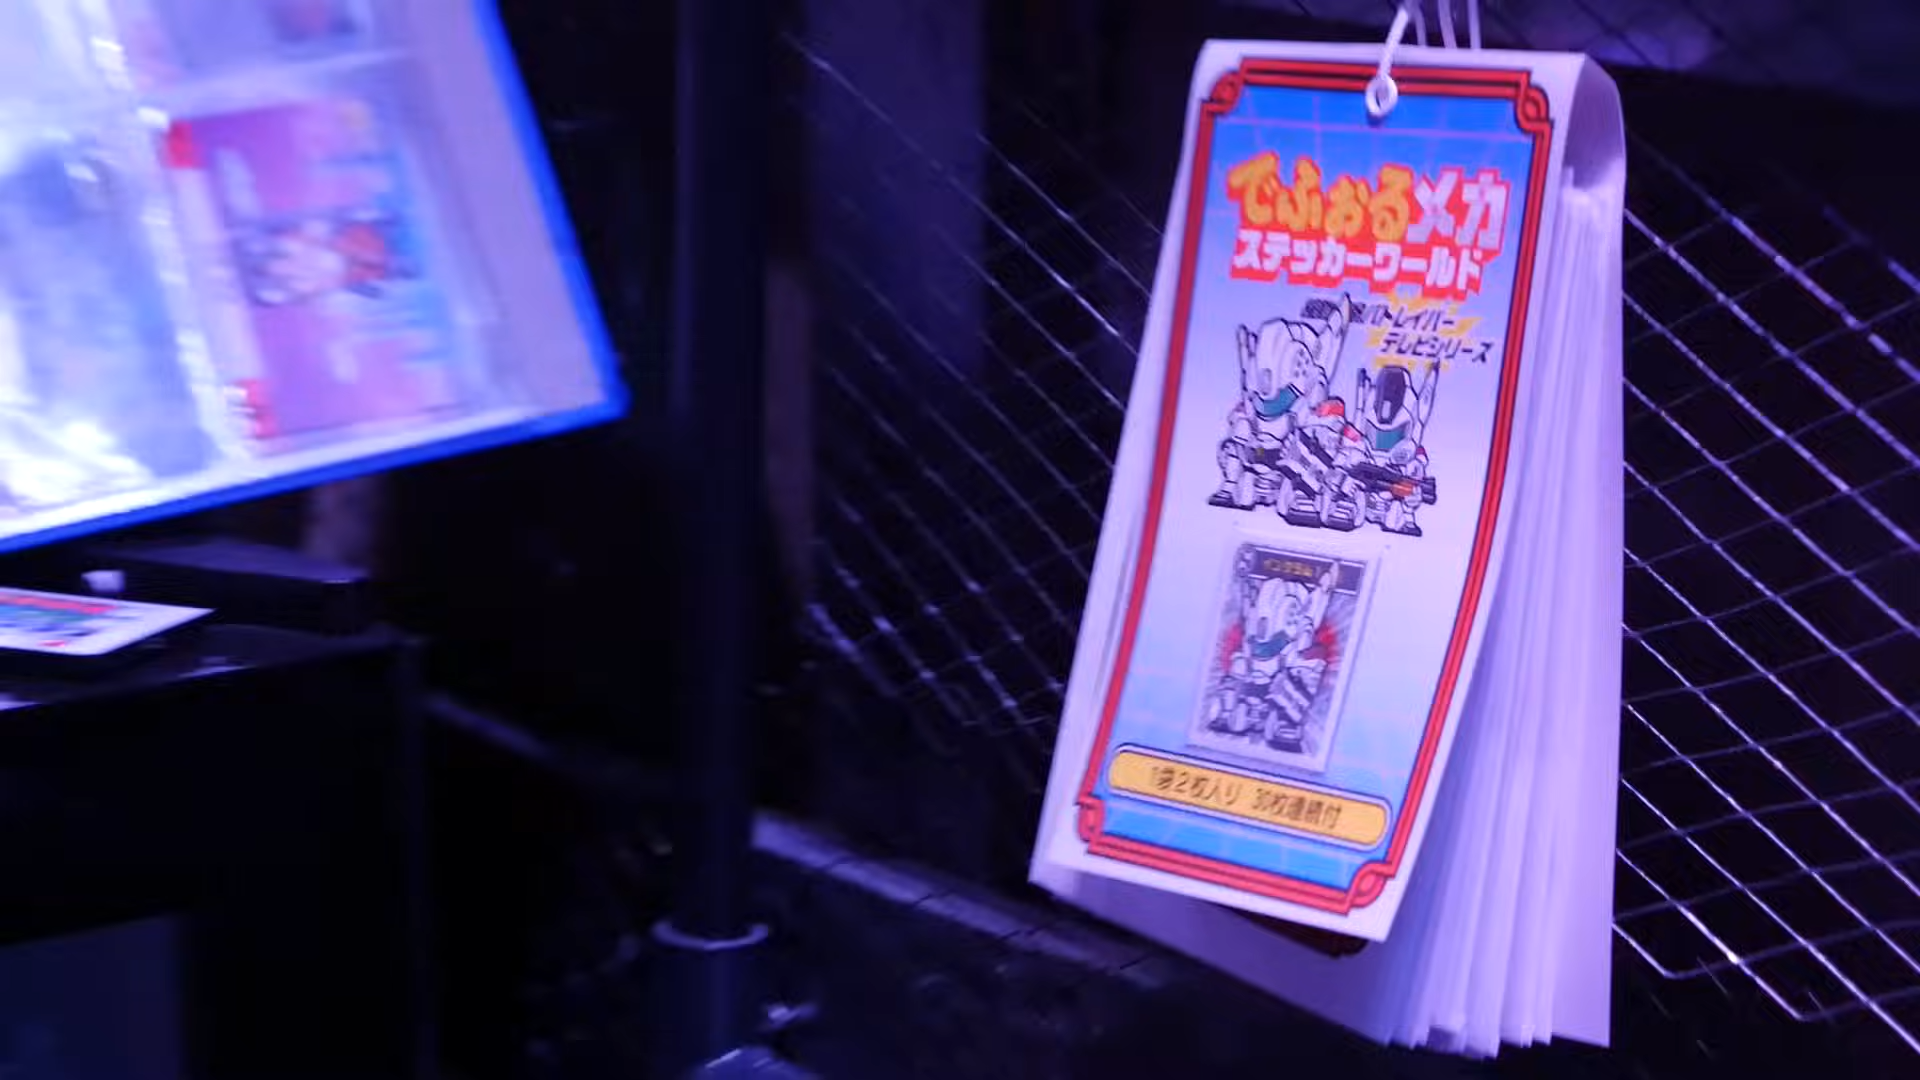 でふぉるメカ
ステッカーワールド
パトレイバー
テレビシリーズ
1袋2枚入り 30枚連綴付